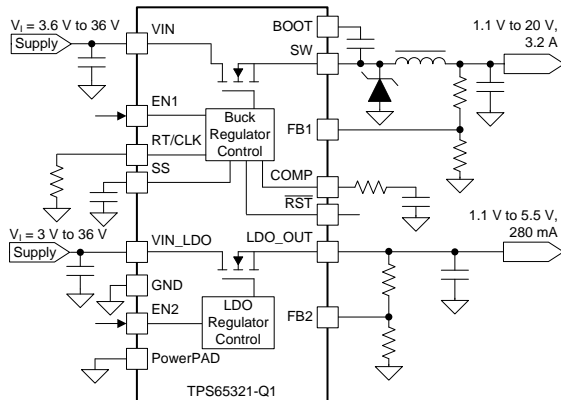 V_I = 3.6 V to 36 V
Supply
VIN
EN1
RT/CLK
SS
V_I = 3 V to 36 V
Supply
VIN_LDO
GND
EN2
PowerPAD
Buck
Regulator
Control
LDO
Regulator
Control
BOOT
SW
FB1
COMP
RST
LDO_OUT
FB2
1.1 V to 20 V,
3.2 A
1.1 V to 5.5 V,
280 mA
TPS65321-Q1